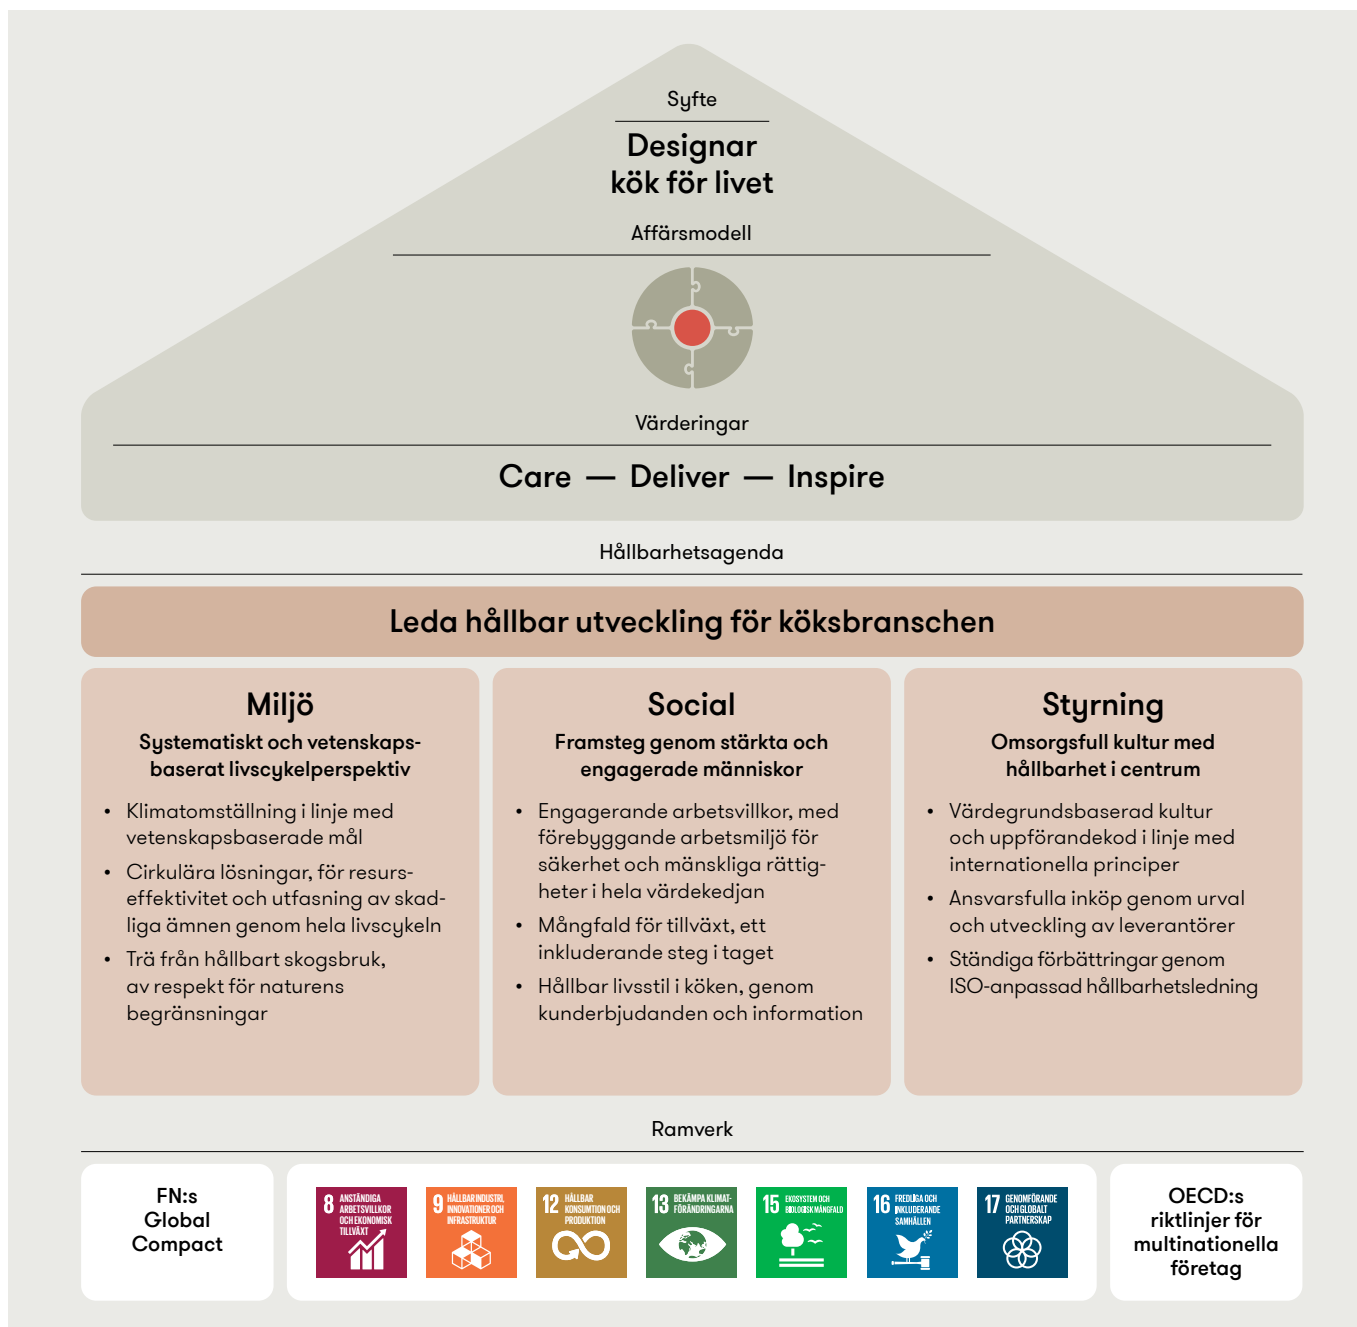 Syfte
Designar
kök för livet
Affärsmodell
Värderingar
Care — Deliver — Inspire
Hållbarhetsagenda
Leda hållbar utveckling för köksbranschen
Miljö
Systematiskt och vetenskaps-
baserat livscykelperspektiv
• Klimatomställning i linje med
vetenskapsbaserade mål
• Cirkulära lösningar, för resurs-
effektivitet och utfasning av skad-
liga ämnen genom hela livscykeln
• Trä från hållbart skogsbruk,
av respekt för naturens
begränsningar
Social
Framsteg genom stärkta och
engagerade människor
• Engagerande arbetsvillkor, med
förebyggande arbetsmiljö för
säkerhet och mänskliga rättig-
heter i hela värdekedjan
• Mångfald för tillväxt, ett
inkluderande steg i taget
• Hållbar livsstil i köken, genom
kunderbjudanden och information
Styrning
Omsorgsfull kultur med
hållbarhet i centrum
• Värdegrundsbaserad kultur
och uppförandekod i linje med
internationella principer
• Ansvarsfulla inköp genom urval
och utveckling av leverantörer
• Ständiga förbättringar genom
ISO-anpassad hållbarhetsledning
Ramverk
FN:s
Global
Compact
8 ANSTÄNDIGA
ARBETSVILLKOR
OCH EKONOMISK
TILLVÄXT
9 HÅLLBAR INDUSTRI,
INNOVATIONER OCH
INFRASTRUKTUR
12 HÅLLBAR
KONSUMTION OCH
PRODUKTION
13 BEKÄMPA KLIMAT-
FÖRÄNDRINGARNA
15 EKOSYSTEM OCH
BIOLOGISK MÅNGFALD
16 FREDLIGA OCH
INKLUDERANDE
SAMHÄLLEN
17 GENOMFÖRANDE
OCH GLOBALT
PARTNERSKAP
OECD:s
riktlinjer för
multinationella
företag